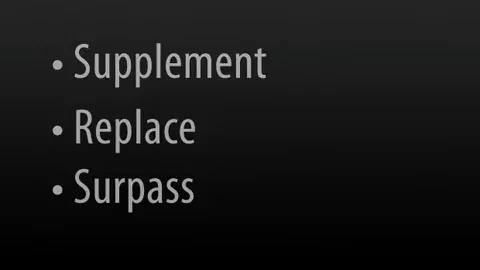 • Supplement
• Replace
• Surpass